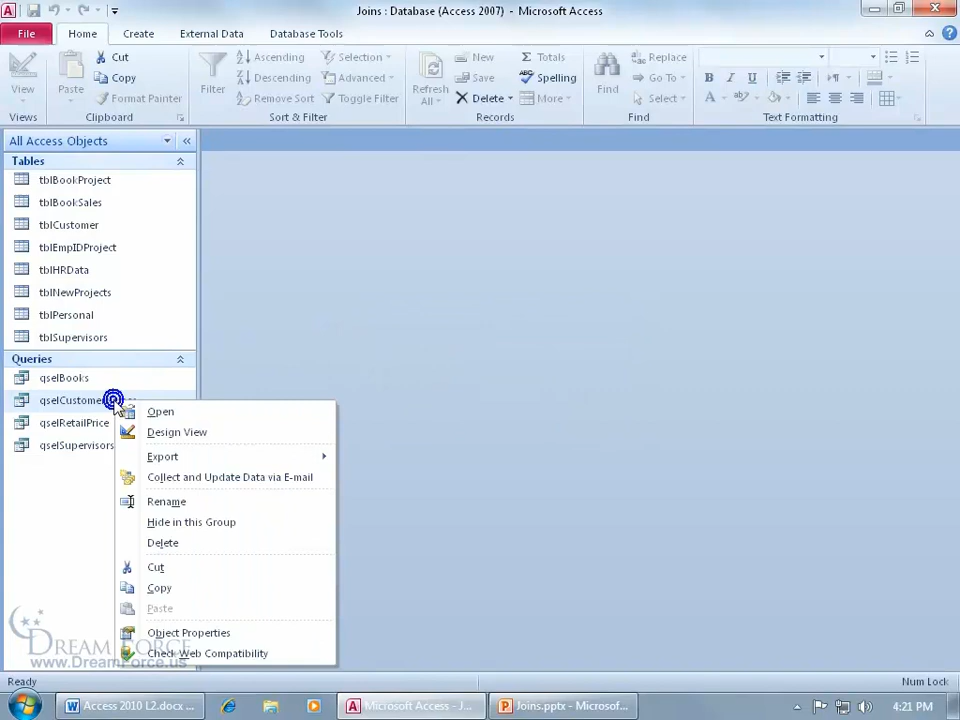 Joins : Database (Access 2007) - Microsoft Access
File Home Create External Data Database Tools
View
Views
Paste
Cut
Copy
Format Painter
Clipboard
Filter
Ascending
Descending
Remove Sort
Selection
Advanced
Toggle Filter
Sort & Filter
Refresh All
New
Save
Delete
Totals
Spelling
More
Records
Find
Replace
Go To
Select
Find
B I U
A ab
Text Formatting
All Access Objects
Tables
tblBookProject
tblBookSales
tblCustomer
tblEmpIDProject
tblHRData
tblNewProjects
tblPersonal
tblSupervisors
Queries
qselBooks
qselRetailPrice
qselSupervisors
Open
Design View
Export
Collect and Update Data via E-mail
Rename
Hide in this Group
Delete
Cut
Copy
Paste
Object Properties
Check Web Compatibility
DREAM FORCE
www.DreamForce.us
Ready
Num Lock
Access 2010 L2.docx ...
Microsoft Access - J...
Joins.pptx - Microsof...
4:21 PM